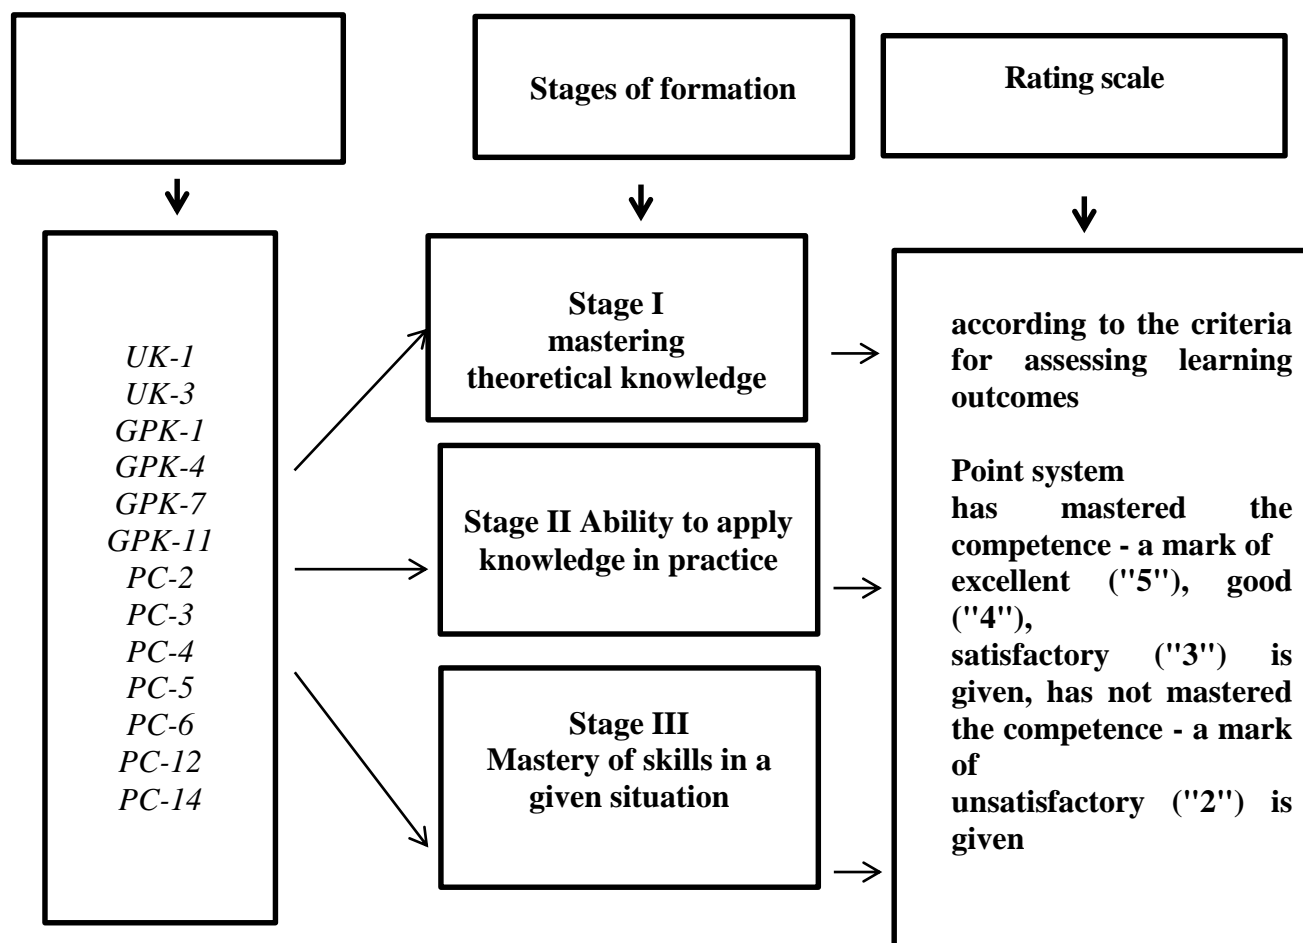 Stages of formation
Rating scale
UK-1
UK-3
GPK-1
GPK-4
GPK-7
GPK-11
PC-2
PC-3
PC-4
PC-5
PC-6
PC-12
PC-14
Stage I
mastering
theoretical knowledge
Stage II Ability to apply
knowledge in practice
Stage III
Mastery of skills in a
given situation
according to the criteria
for assessing learning
outcomes
Point system
has mastered the
competence - a mark of
excellent ("5"), good
("4"),
satisfactory ("3") is
given, has not mastered
the competence - a mark
of
unsatisfactory ("2") is
given